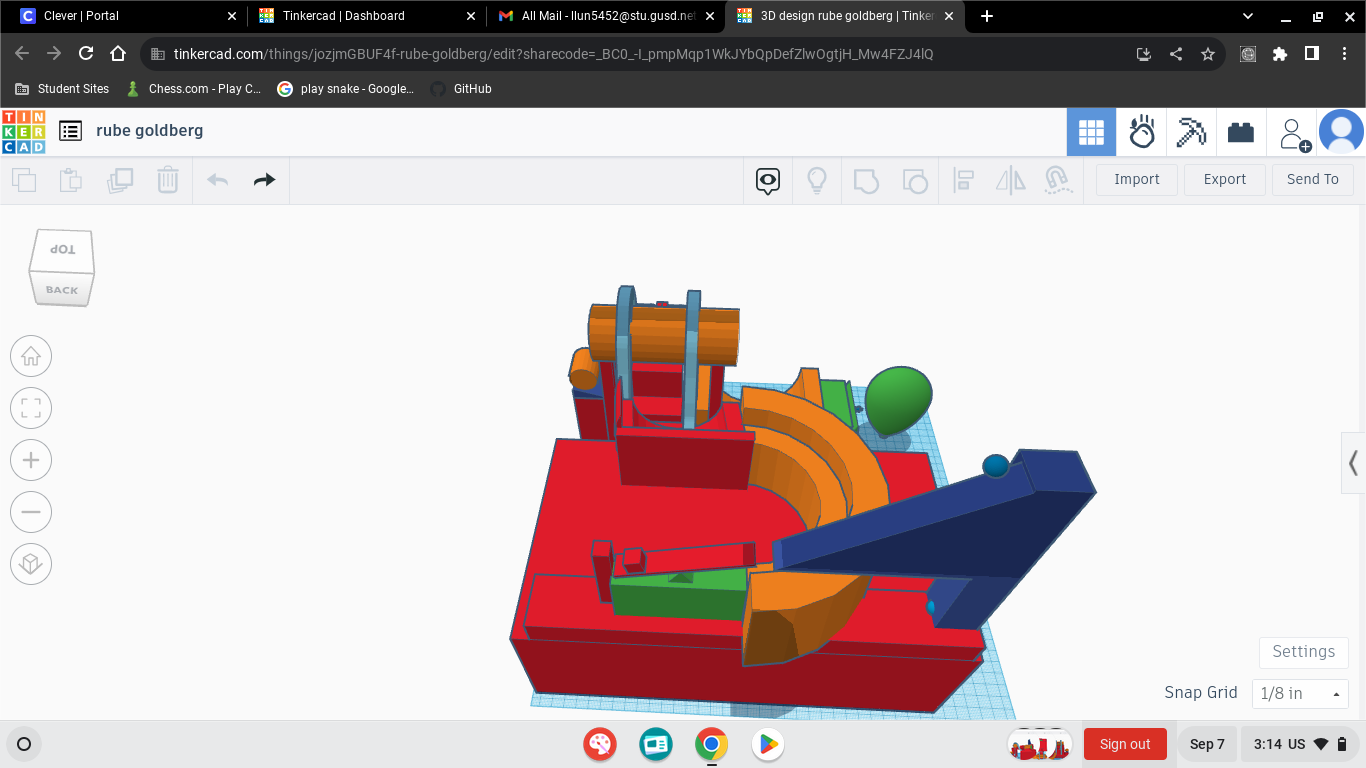 Clever | Portal
Tinkercad | Dashboard
All Mail - llun5452@stu.gusd.net
3D design rube goldberg | Tinker
tinkercad.com/things/jozjmGBUF4f-rube-goldberg/edit?sharecode=_BC0_-I_pmpMqp1WkJYbQpDefZlwOgtjH_Mw4FZJ4lQ
Student Sites
Chess.com - Play C...
play snake - Google...
GitHub
TIN
KER
CAD
rube goldberg
Import
Export
Send To
TOP
BACK
Settings
Snap Grid
1/8 in
Sign out
Sep 7
3:14 US